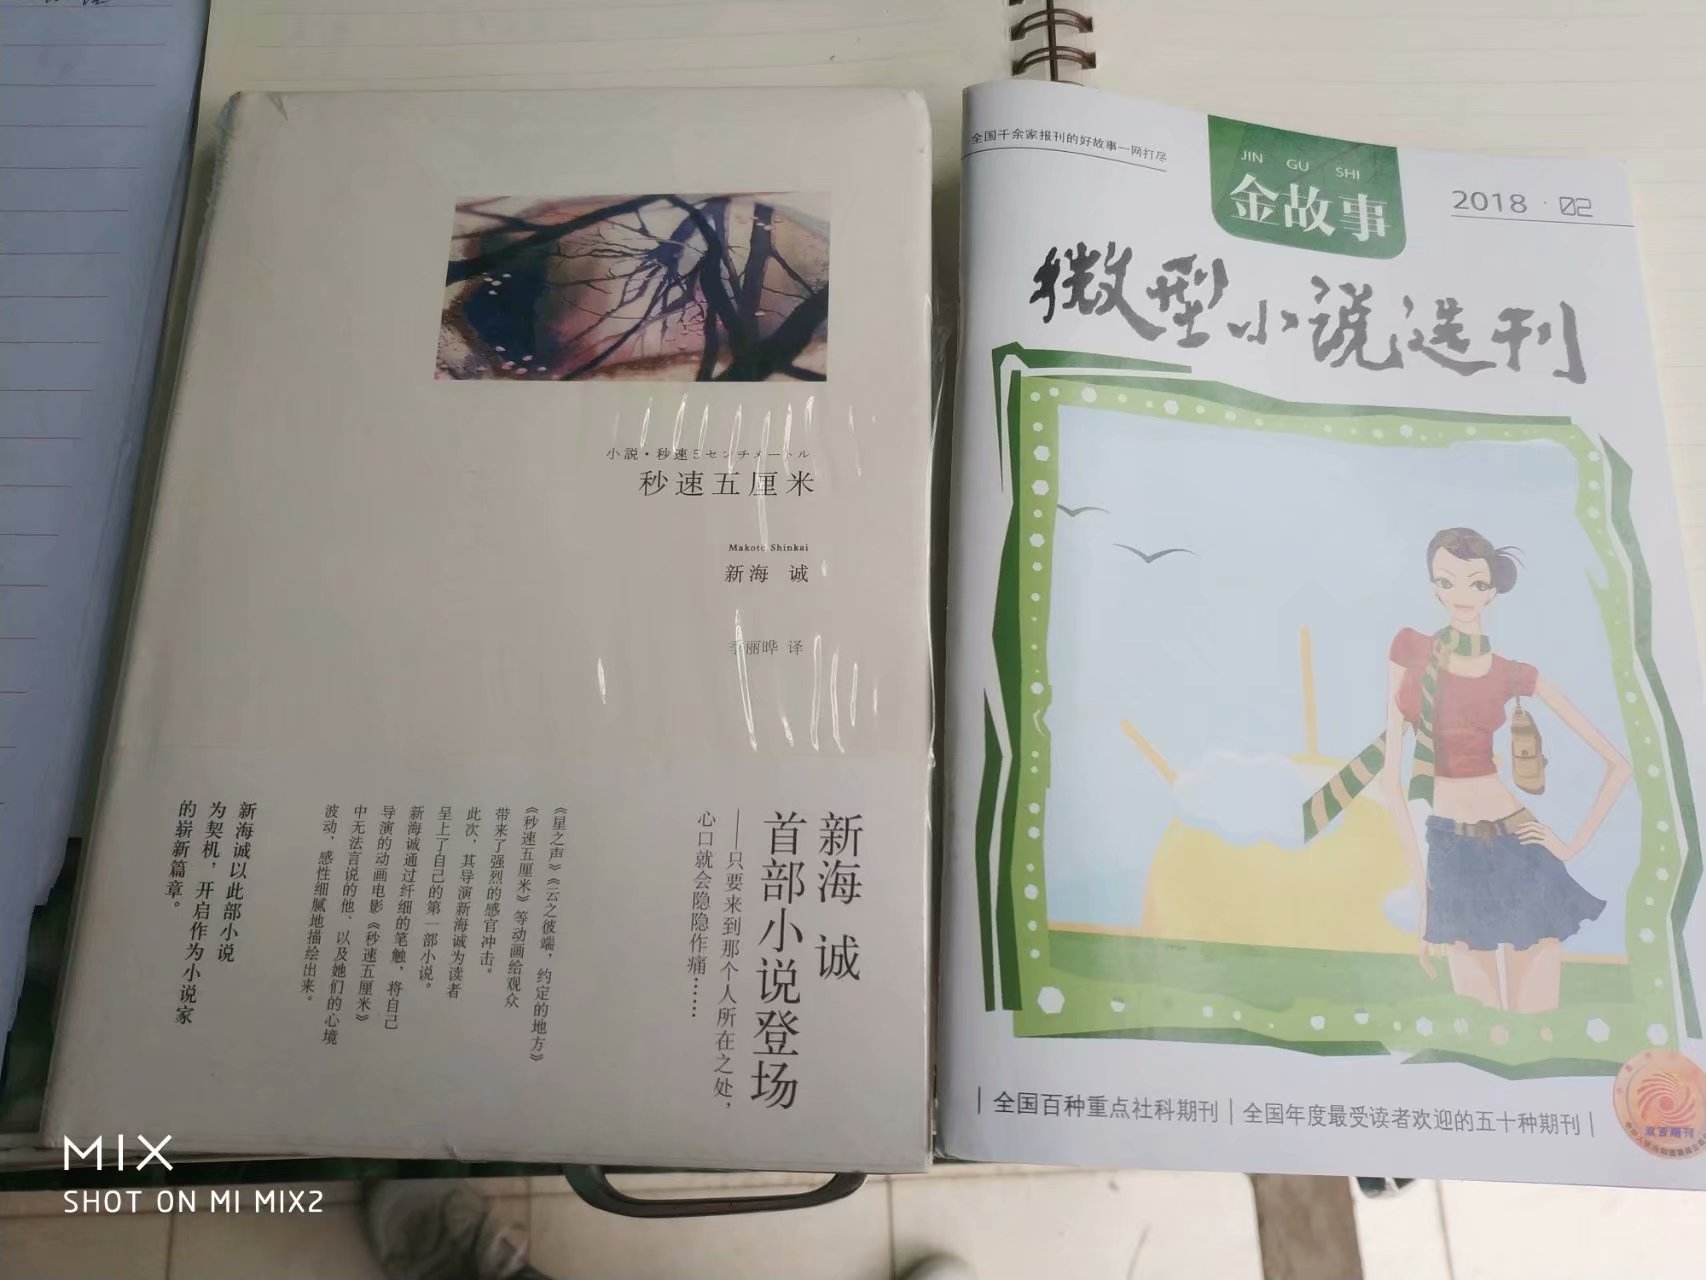 小説・秒速5センチメートル
秒速五厘米
Makoto Shinkai
新海 诚
李丽晔 译
新海 诚
首部小说登场
——只要来到那个人所在之处，
心口就会隐隐作痛……
《星之声》《云之彼端，约定的地方》
《秒速五厘米》等动画给观众
带来了强烈的感官冲击。
此次，其导演新海诚为读者
呈上了自己的第一部小说。
新海诚通过纤细的笔触，将自己
导演的动画电影《秒速五厘米》
中无法言说的他、以及她们的心境
波动，感性细腻地描绘出来。
新海诚以此部小说
为契机，开启作为小说家
的崭新篇章。
全国千余家报刊的好故事一网打尽
JIN GU SHI
金故事
2018·02
微型小说选刊
全国百种重点社科期刊 | 全国年度最受读者欢迎的五十种期刊
MIX
SHOT ON MI MIX2